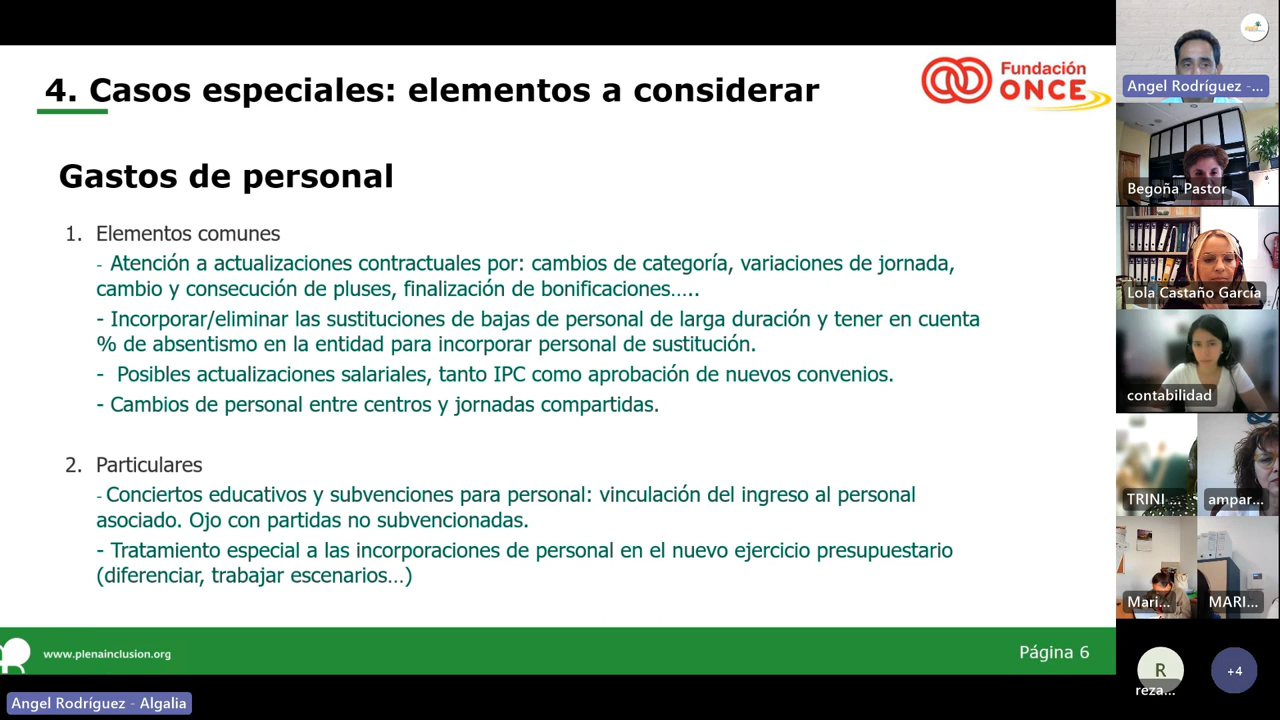 4. Casos especiales: elementos a considerar
Fundación
ONCE
Gastos de personal
1. Elementos comunes
- Atención a actualizaciones contractuales por: cambios de categoría, variaciones de jornada,
cambio y consecución de pluses, finalización de bonificaciones…..
- Incorporar/eliminar las sustituciones de bajas de personal de larga duración y tener en cuenta
% de absentismo en la entidad para incorporar personal de sustitución.
- Posibles actualizaciones salariales, tanto IPC como aprobación de nuevos convenios.
- Cambios de personal entre centros y jornadas compartidas.
2. Particulares
- Conciertos educativos y subvenciones para personal: vinculación del ingreso al personal
asociado. Ojo con partidas no subvencionadas.
- Tratamiento especial a las incorporaciones de personal en el nuevo ejercicio presupuestario
(diferenciar, trabajar escenarios…)
www.plenainclusion.org
Página 6
Angel Rodríguez - Algalia
Angel Rodríguez -...
Begoña Pastor
Lola Castaño García
contabilidad
TRINI ...
ampar...
Mari...
MARI...
R
reza...
+4